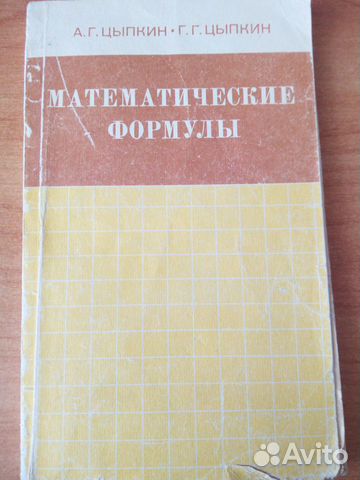 А. Г. ЦЫПКИН · Г. Г. ЦЫПКИН
МАТЕМАТИЧЕСКИЕ
ФОРМУЛЫ
Avito